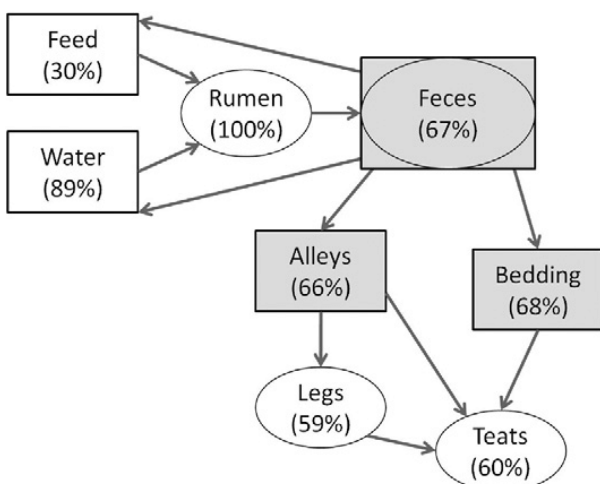 Feed
(30%)
Rumen
(100%)
Feces
(67%)
Water
(89%)
Alleys
(66%)
Bedding
(68%)
Legs
(59%)
Teats
(60%)